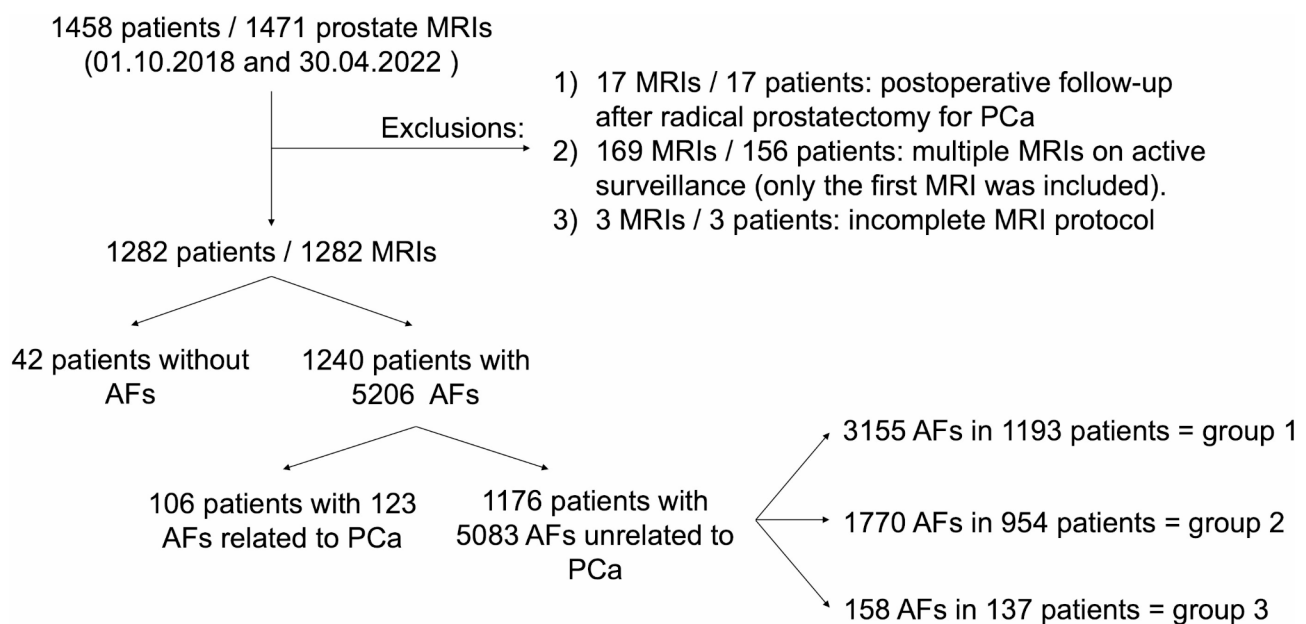 1458 patients / 1471 prostate MRIs
(01.10.2018 and 30.04.2022 )
Exclusions:
1) 17 MRIs / 17 patients: postoperative follow-up
after radical prostatectomy for PCa
2) 169 MRIs / 156 patients: multiple MRIs on active
surveillance (only the first MRI was included).
3) 3 MRIs / 3 patients: incomplete MRI protocol
1282 patients / 1282 MRIs
42 patients without
AFs
1240 patients with
5206 AFs
106 patients with 123
AFs related to PCa
1176 patients with
5083 AFs unrelated to
PCa
3155 AFs in 1193 patients = group 1
1770 AFs in 954 patients = group 2
158 AFs in 137 patients = group 3